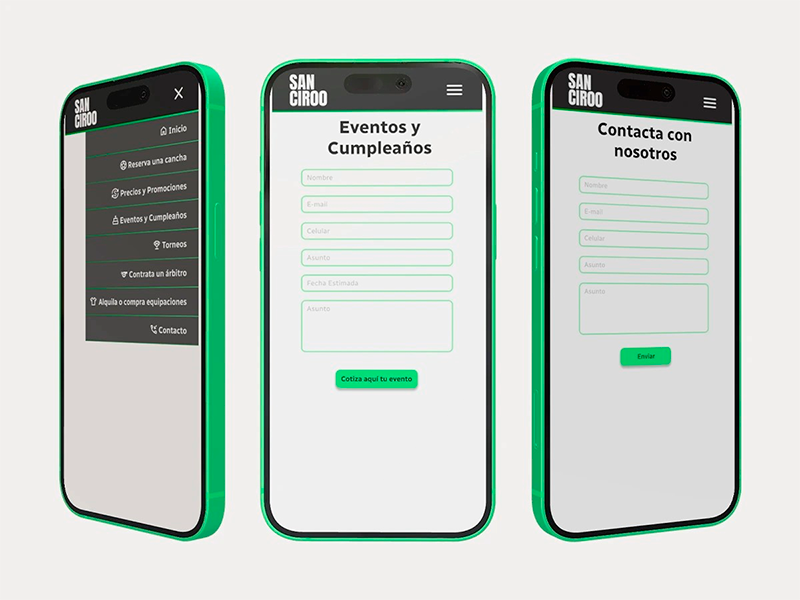 SAN
CIROO
Inicio
Reserva una cancha
Precios y Promociones
Eventos y Cumpleaños
Torneos
Contrata un árbitro
Alquila o compra equipaciones
Contacto
SAN
CIROO
Eventos y
Cumpleaños
Nombre
E-mail
Celular
Asunto
Fecha Estimada
Asunto
Cotiza aquí tu evento
SAN
CIROO
Contacta con
nosotros
Nombre
E-mail
Celular
Asunto
Asunto
Enviar